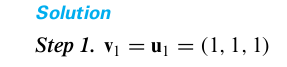 Solution
Step 1. v₁ = u₁ = (1, 1, 1)